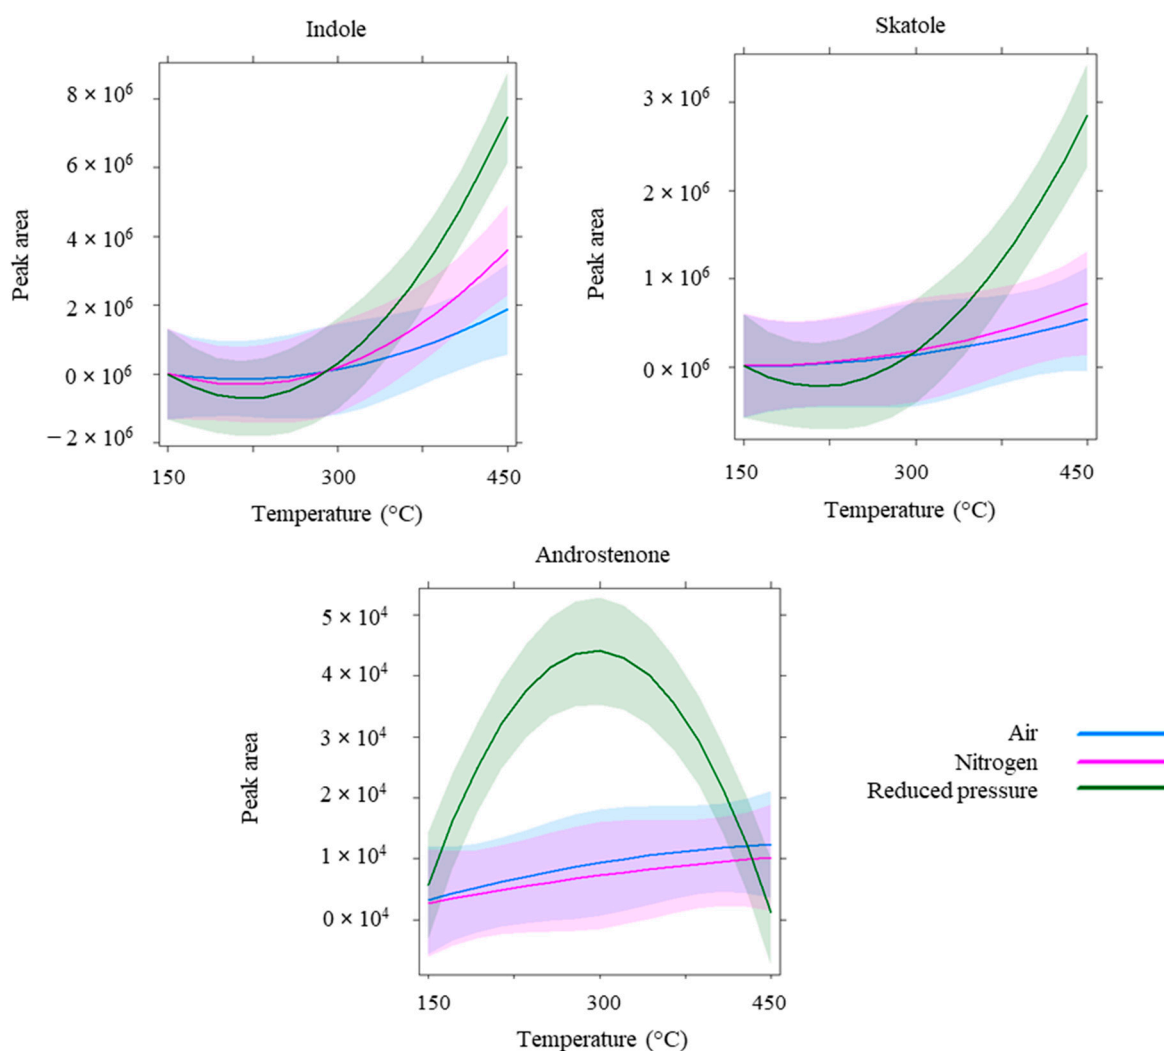 Indole
Peak area
8 × 10⁶
6 × 10⁶
4 × 10⁶
2 × 10⁶
0 × 10⁶
− 2 × 10⁶
150 300 450
Temperature (°C)
Skatole
Peak area
3 × 10⁶
2 × 10⁶
1 × 10⁶
0 × 10⁶
150 300 450
Temperature (°C)
Androstenone
Peak area
5 × 10⁴
4 × 10⁴
3 × 10⁴
2 × 10⁴
1 × 10⁴
0 × 10⁴
150 300 450
Temperature (°C)
Air
Nitrogen
Reduced pressure